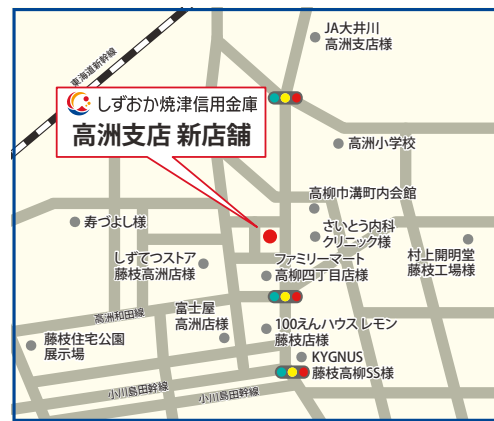 JA大井川
高洲支店様
東海道新幹線
しずおか焼津信用金庫
高洲支店 新店舗
高洲小学校
高柳巾溝町内会館
寿づよし様
さいとう内科
クリニック様
しずてつストア
藤枝高洲店様
ファミリーマート
高柳四丁目店様
村上開明堂
藤枝工場様
高洲和田線
富士屋
高洲店様
100えんハウス レモン
藤枝店様
藤枝住宅公園
展示場
KYGNUS
藤枝高柳SS様
小川島田幹線
小川島田幹線